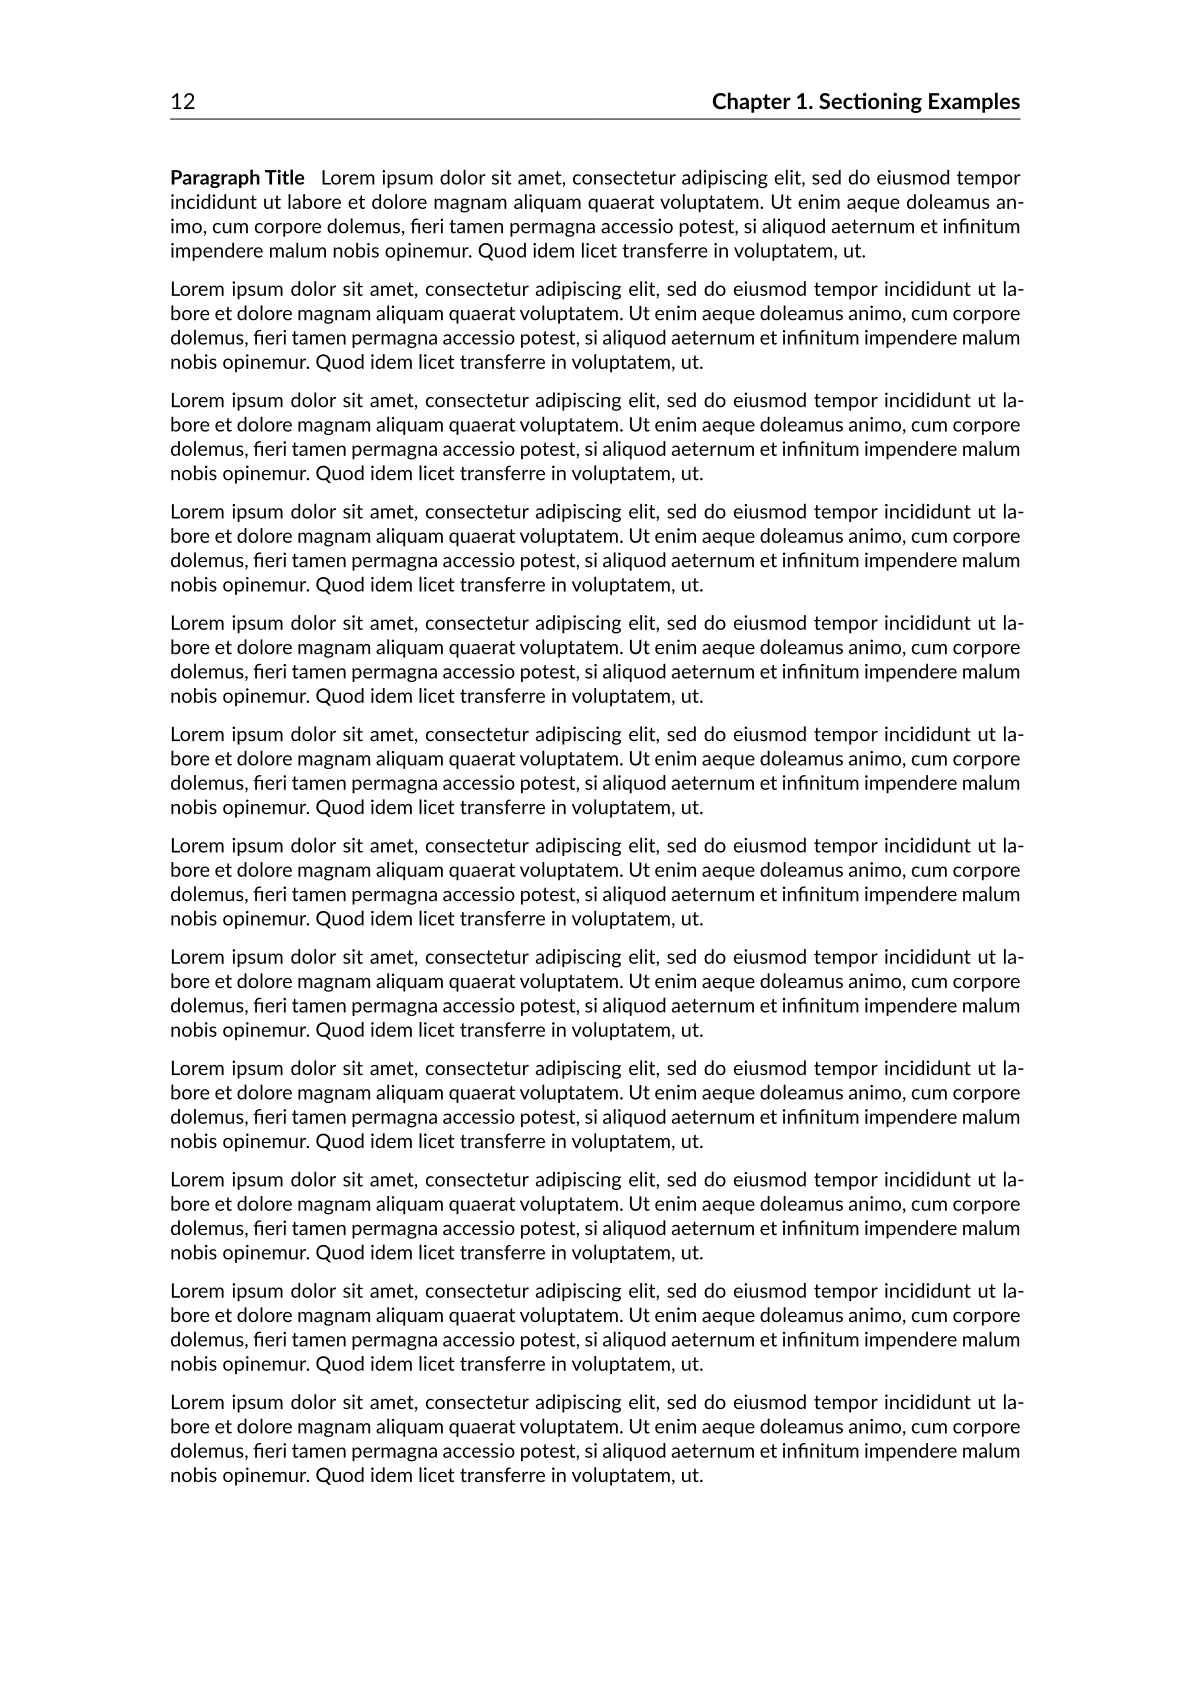 12 Chapter 1. Sectioning Examples
Paragraph Title Lorem ipsum dolor sit amet, consectetur adipiscing elit, sed do eiusmod tempor
incididunt ut labore et dolore magnam aliquam quaerat voluptatem. Ut enim aeque doleamus an-
imo, cum corpore dolemus, fieri tamen permagna accessio potest, si aliquod aeternum et infinitum
impendere malum nobis opinemur. Quod idem licet transferre in voluptatem, ut.
Lorem ipsum dolor sit amet, consectetur adipiscing elit, sed do eiusmod tempor incididunt ut la-
bore et dolore magnam aliquam quaerat voluptatem. Ut enim aeque doleamus animo, cum corpore
dolemus, fieri tamen permagna accessio potest, si aliquod aeternum et infinitum impendere malum
nobis opinemur. Quod idem licet transferre in voluptatem, ut.
Lorem ipsum dolor sit amet, consectetur adipiscing elit, sed do eiusmod tempor incididunt ut la-
bore et dolore magnam aliquam quaerat voluptatem. Ut enim aeque doleamus animo, cum corpore
dolemus, fieri tamen permagna accessio potest, si aliquod aeternum et infinitum impendere malum
nobis opinemur. Quod idem licet transferre in voluptatem, ut.
Lorem ipsum dolor sit amet, consectetur adipiscing elit, sed do eiusmod tempor incididunt ut la-
bore et dolore magnam aliquam quaerat voluptatem. Ut enim aeque doleamus animo, cum corpore
dolemus, fieri tamen permagna accessio potest, si aliquod aeternum et infinitum impendere malum
nobis opinemur. Quod idem licet transferre in voluptatem, ut.
Lorem ipsum dolor sit amet, consectetur adipiscing elit, sed do eiusmod tempor incididunt ut la-
bore et dolore magnam aliquam quaerat voluptatem. Ut enim aeque doleamus animo, cum corpore
dolemus, fieri tamen permagna accessio potest, si aliquod aeternum et infinitum impendere malum
nobis opinemur. Quod idem licet transferre in voluptatem, ut.
Lorem ipsum dolor sit amet, consectetur adipiscing elit, sed do eiusmod tempor incididunt ut la-
bore et dolore magnam aliquam quaerat voluptatem. Ut enim aeque doleamus animo, cum corpore
dolemus, fieri tamen permagna accessio potest, si aliquod aeternum et infinitum impendere malum
nobis opinemur. Quod idem licet transferre in voluptatem, ut.
Lorem ipsum dolor sit amet, consectetur adipiscing elit, sed do eiusmod tempor incididunt ut la-
bore et dolore magnam aliquam quaerat voluptatem. Ut enim aeque doleamus animo, cum corpore
dolemus, fieri tamen permagna accessio potest, si aliquod aeternum et infinitum impendere malum
nobis opinemur. Quod idem licet transferre in voluptatem, ut.
Lorem ipsum dolor sit amet, consectetur adipiscing elit, sed do eiusmod tempor incididunt ut la-
bore et dolore magnam aliquam quaerat voluptatem. Ut enim aeque doleamus animo, cum corpore
dolemus, fieri tamen permagna accessio potest, si aliquod aeternum et infinitum impendere malum
nobis opinemur. Quod idem licet transferre in voluptatem, ut.
Lorem ipsum dolor sit amet, consectetur adipiscing elit, sed do eiusmod tempor incididunt ut la-
bore et dolore magnam aliquam quaerat voluptatem. Ut enim aeque doleamus animo, cum corpore
dolemus, fieri tamen permagna accessio potest, si aliquod aeternum et infinitum impendere malum
nobis opinemur. Quod idem licet transferre in voluptatem, ut.
Lorem ipsum dolor sit amet, consectetur adipiscing elit, sed do eiusmod tempor incididunt ut la-
bore et dolore magnam aliquam quaerat voluptatem. Ut enim aeque doleamus animo, cum corpore
dolemus, fieri tamen permagna accessio potest, si aliquod aeternum et infinitum impendere malum
nobis opinemur. Quod idem licet transferre in voluptatem, ut.
Lorem ipsum dolor sit amet, consectetur adipiscing elit, sed do eiusmod tempor incididunt ut la-
bore et dolore magnam aliquam quaerat voluptatem. Ut enim aeque doleamus animo, cum corpore
dolemus, fieri tamen permagna accessio potest, si aliquod aeternum et infinitum impendere malum
nobis opinemur. Quod idem licet transferre in voluptatem, ut.
Lorem ipsum dolor sit amet, consectetur adipiscing elit, sed do eiusmod tempor incididunt ut la-
bore et dolore magnam aliquam quaerat voluptatem. Ut enim aeque doleamus animo, cum corpore
dolemus, fieri tamen permagna accessio potest, si aliquod aeternum et infinitum impendere malum
nobis opinemur. Quod idem licet transferre in voluptatem, ut.